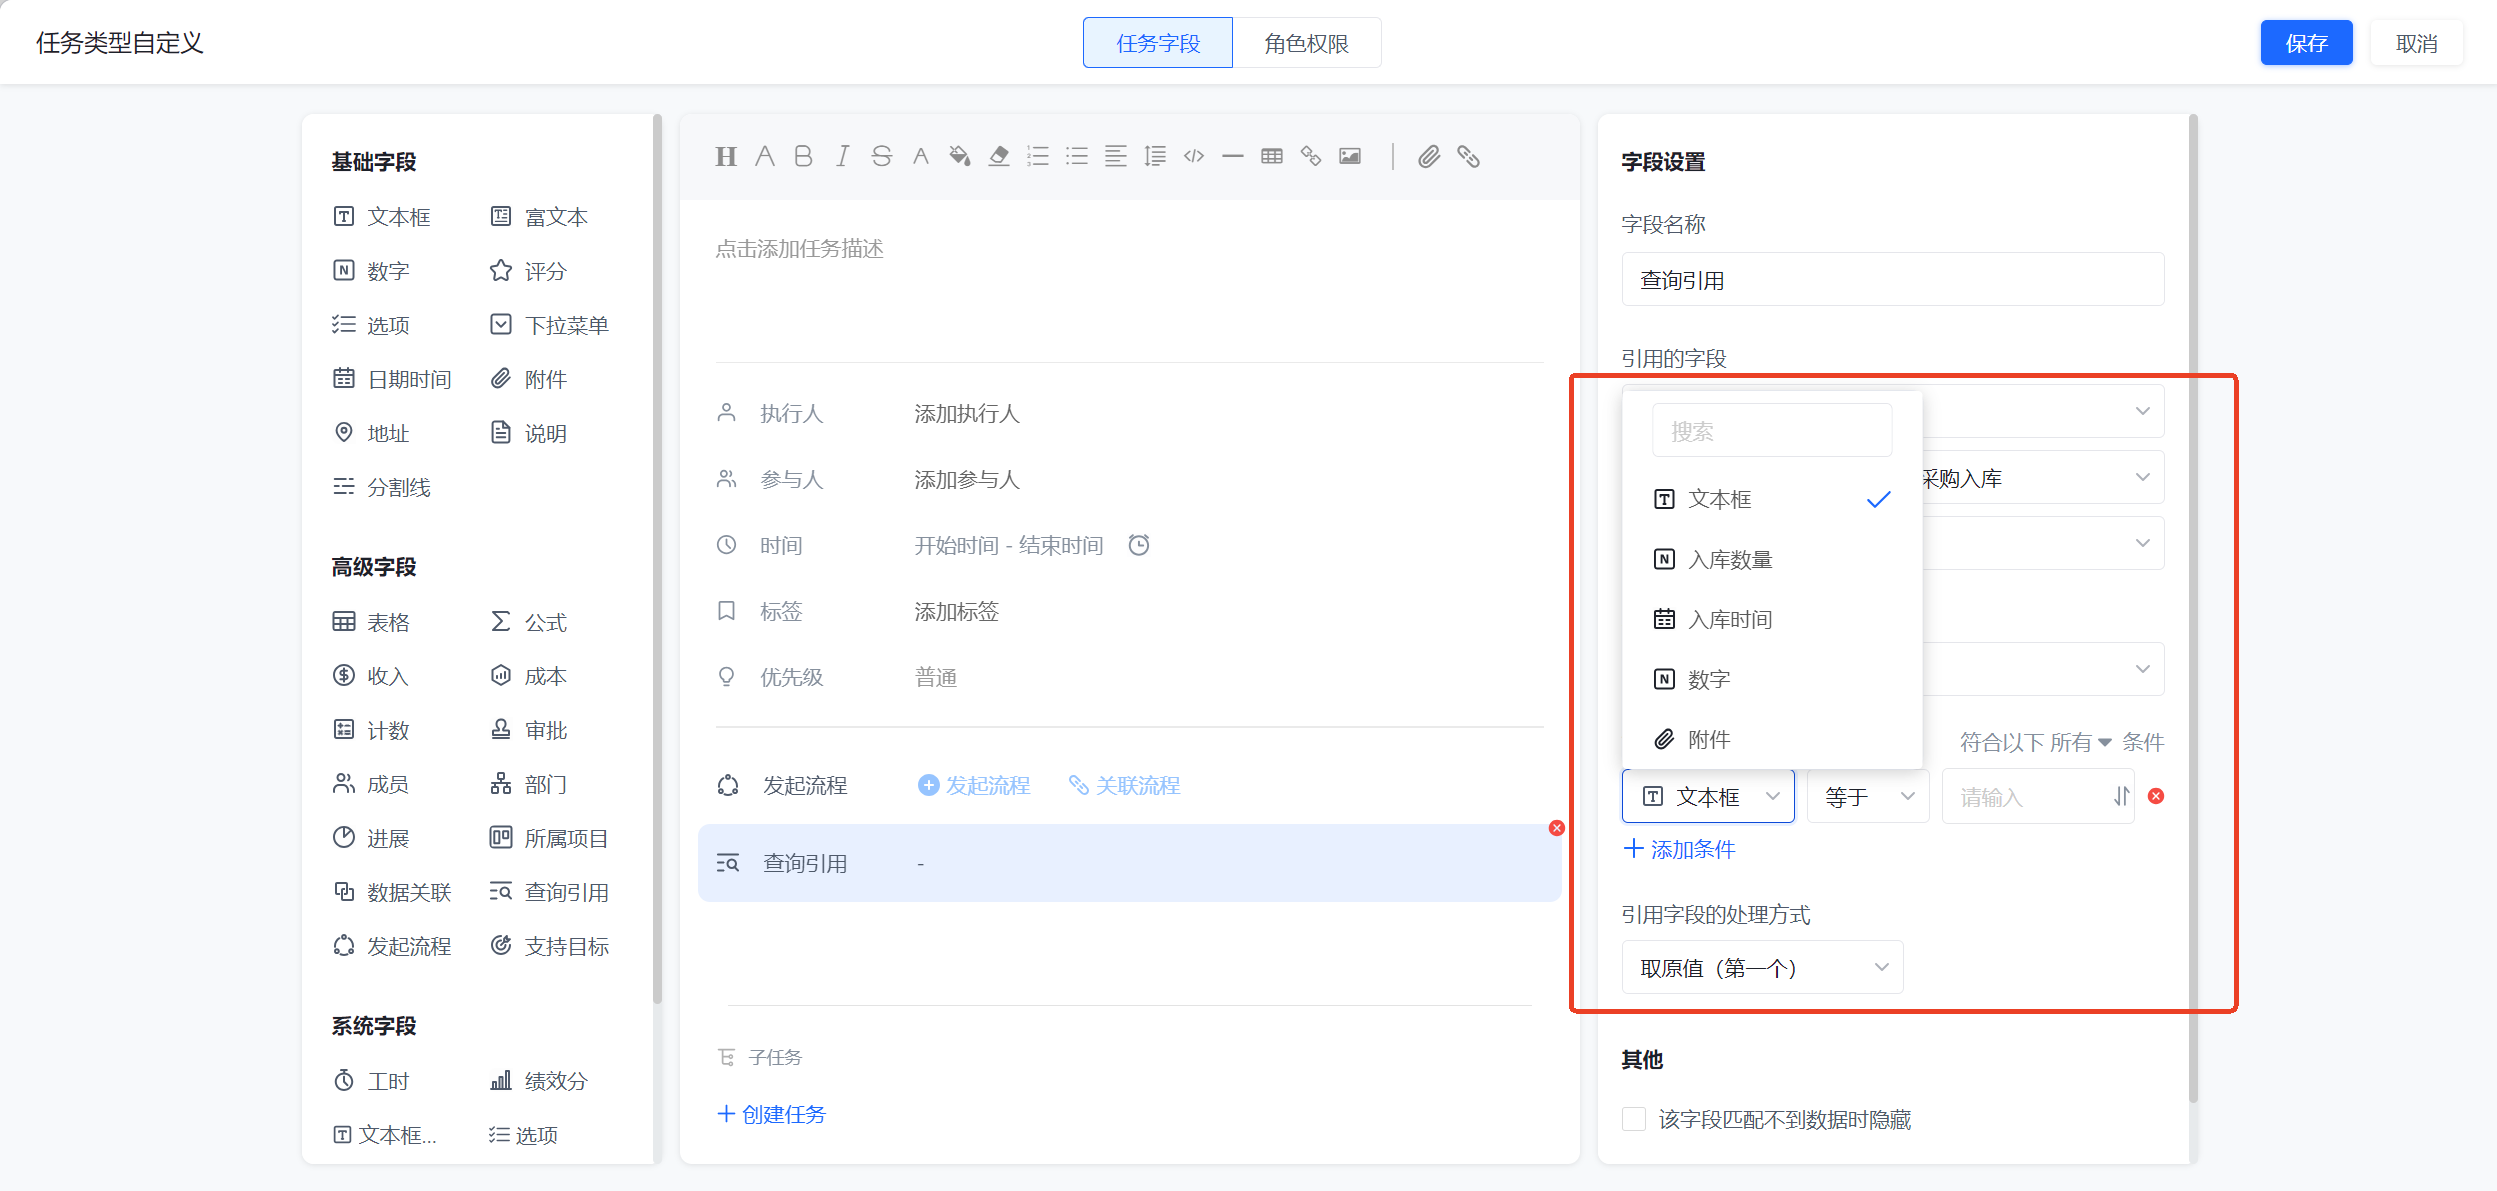 任务类型自定义
任务字段
角色权限
保存
取消
基础字段
文本框
富文本
数字
评分
选项
下拉菜单
日期时间
附件
地址
说明
分割线
高级字段
表格
公式
收入
成本
计数
审批
成员
部门
进展
所属项目
数据关联
查询引用
发起流程
支持目标
系统字段
工时
绩效分
文本框...
选项
点击添加任务描述
执行人 添加执行人
参与人 添加参与人
时间 开始时间 - 结束时间
标签 添加标签
优先级 普通
发起流程 发起流程 关联流程
查询引用 -
子任务
创建任务
字段设置
字段名称
查询引用
引用的字段
搜索
文本框
采购入库
入库数量
入库时间
数字
附件
符合以下 所有 条件
文本框 等于 请输入
添加条件
引用字段的处理方式
取原值（第一个）
其他
该字段匹配不到数据时隐藏